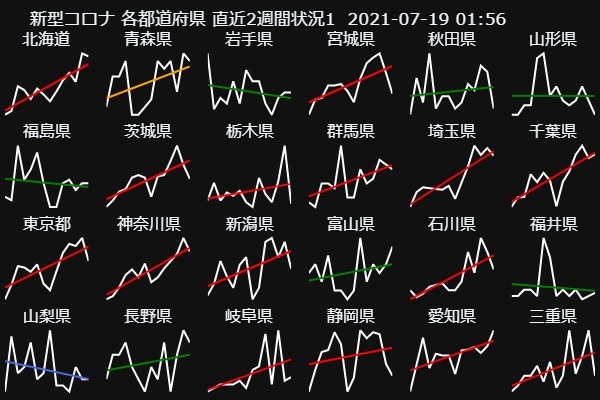 新型コロナ 各都道府県 直近2週間状況1 2021-07-19 01:56
北海道 青森県 岩手県 宮城県 秋田県 山形県
福島県 茨城県 栃木県 群馬県 埼玉県 千葉県
東京都 神奈川県 新潟県 富山県 石川県 福井県
山梨県 長野県 岐阜県 静岡県 愛知県 三重県